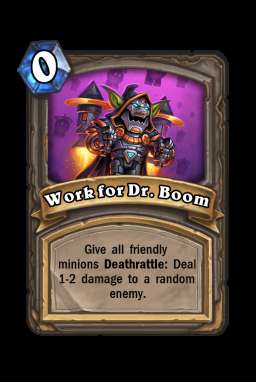 0
Work for Dr. Boom
Give all friendly
minions Deathrattle: Deal
1-2 damage to a random
enemy.